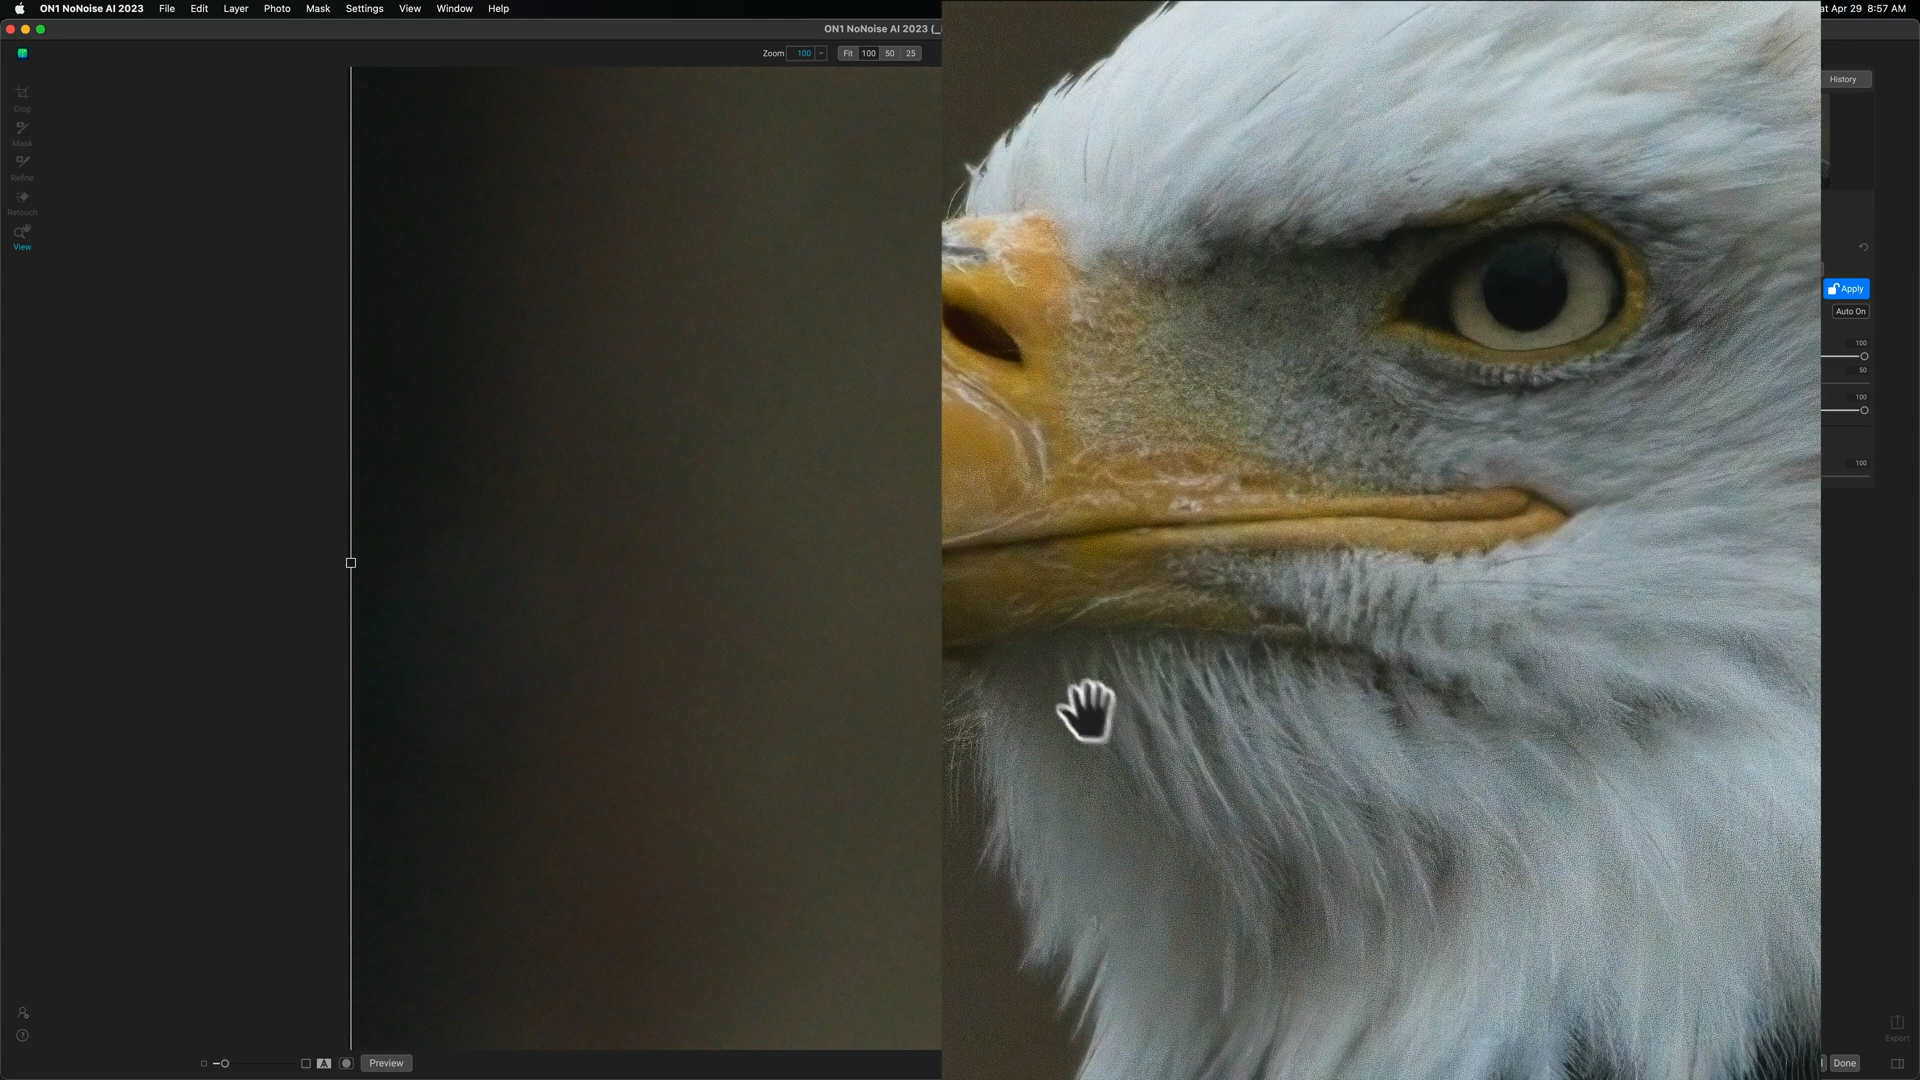 ON1 NoNoise AI 2023 File Edit Layer Photo Mask Settings View Window Help
at Apr 29 8:57 AM
ON1 NoNoise AI 2023 (_
Zoom 100 Fit 100 50 25
History
Crop
Mask
Refine
Retouch
View
Apply
Auto On
100
50
100
100
Export
A Preview
Done